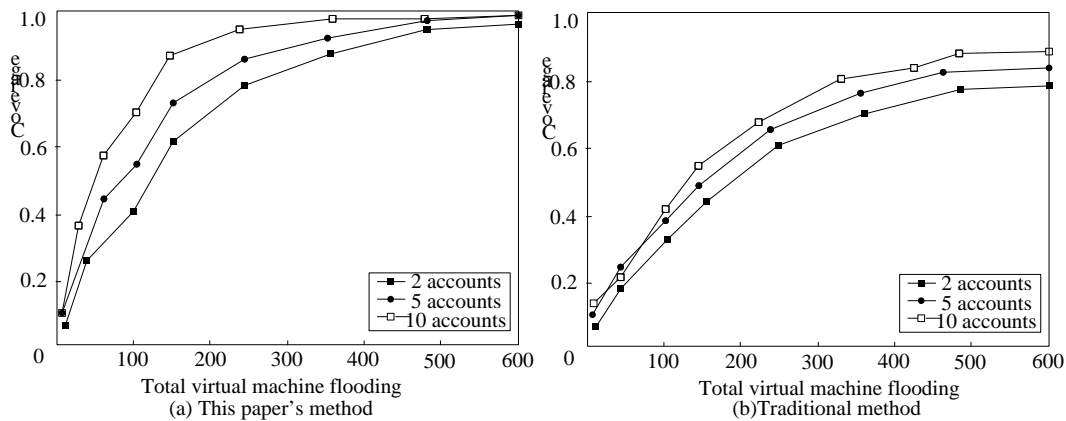 1.0
0.8
0.6
0.4
0.2
0
Coverage
2 accounts
5 accounts
10 accounts
100 200 300 400 500 600
Total virtual machine flooding
(a) This paper's method
1.0
0.8
0.6
0.4
0.2
0
Coverage
2 accounts
5 accounts
10 accounts
100 200 300 400 500 600
Total virtual machine flooding
(b)Traditional method